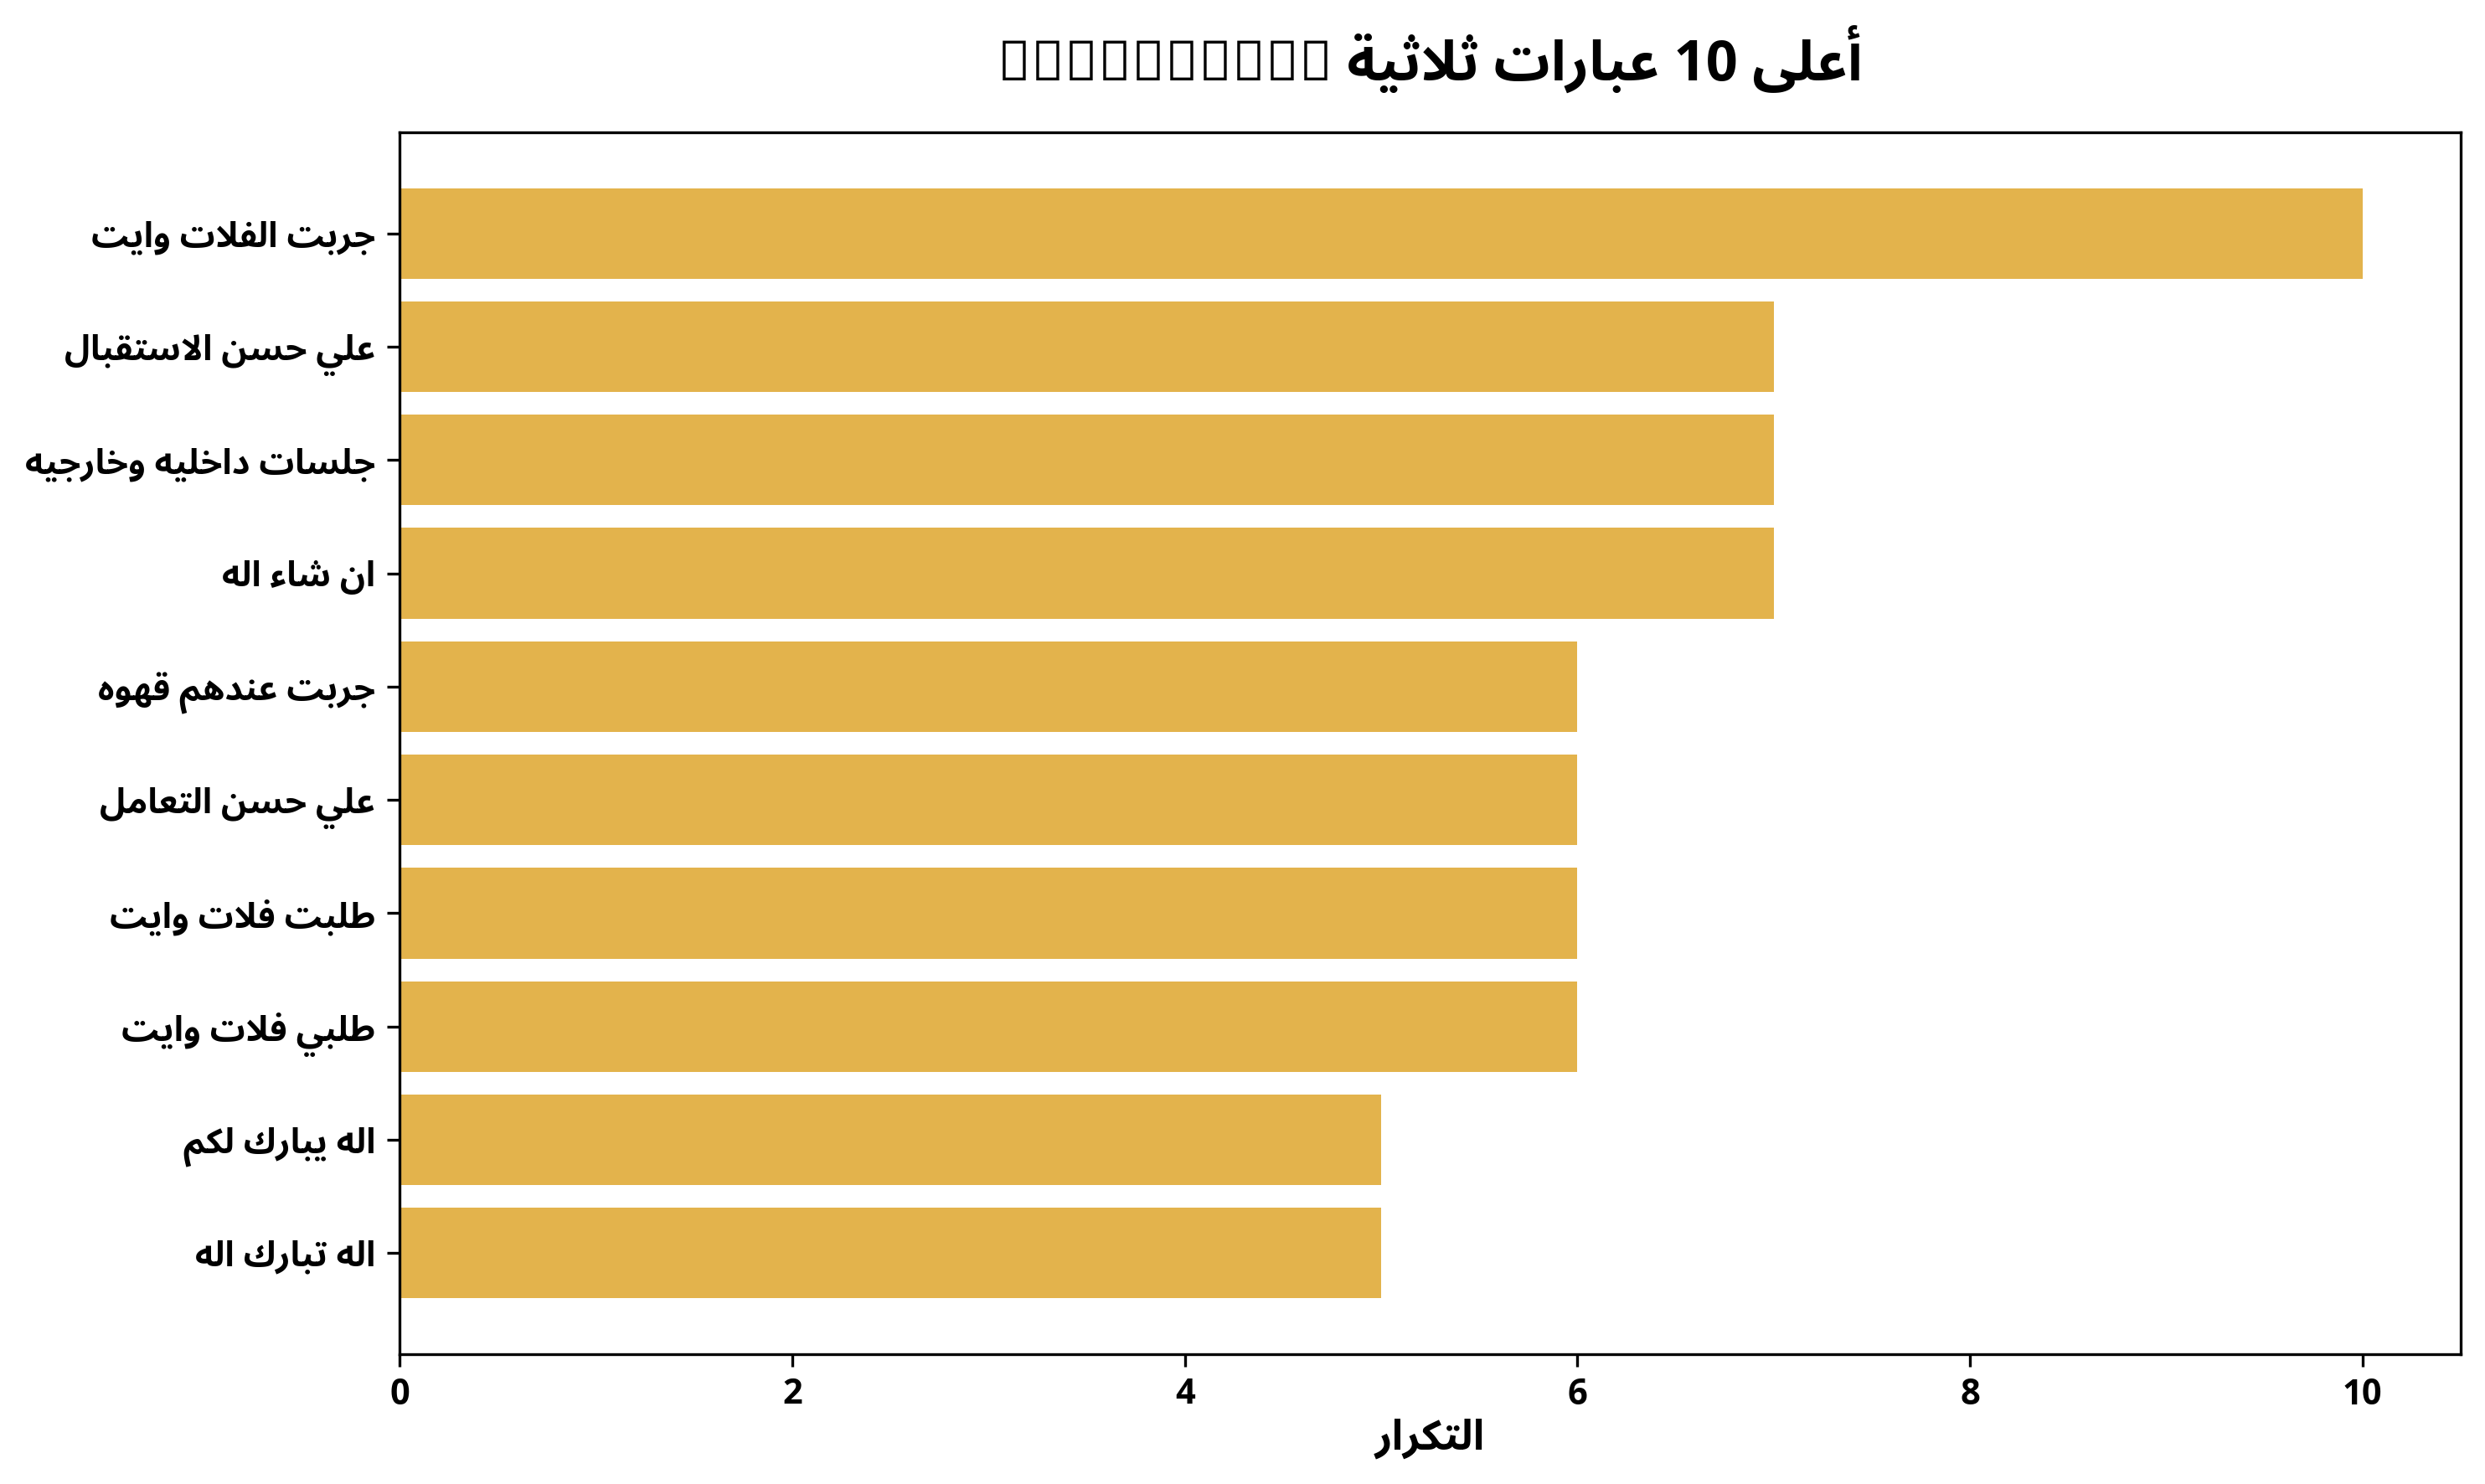 أعلى 10 عبارات ثلاثية
جربت الفلات وايت
علي حسن الاستقبال
جلسات داخليه وخارجيه
ان شاء اله
جربت عندهم قهوه
علي حسن التعامل
طلبت فلات وايت
طلبي فلات وايت
اله يبارك لكم
اله تبارك اله
0 2 4 6 8 10
التكرار